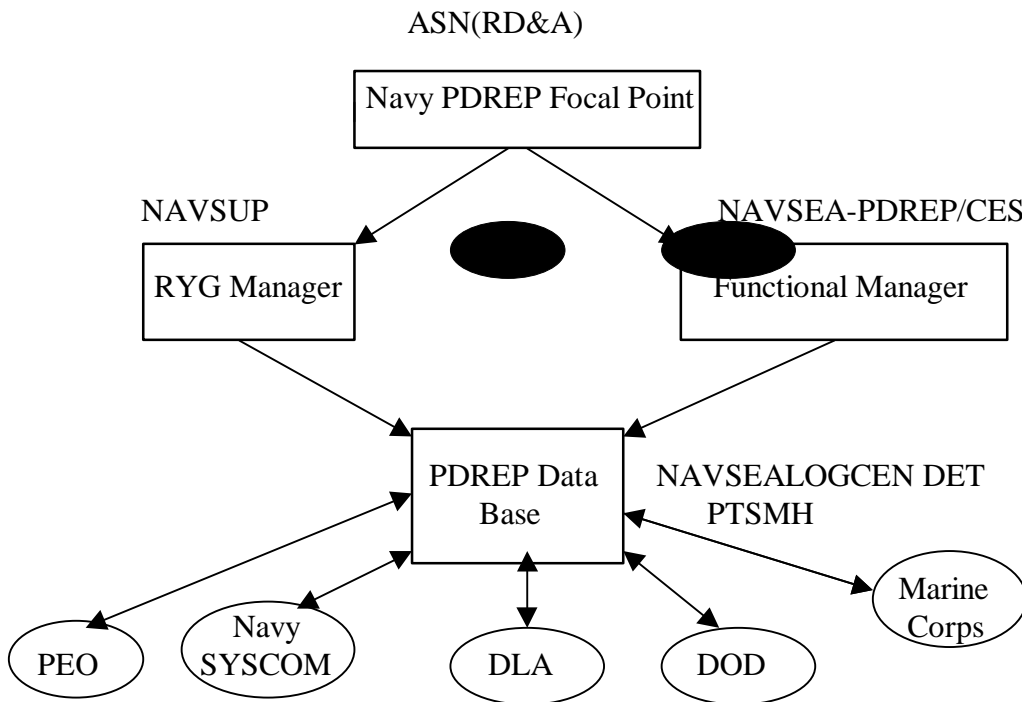 ASN(RD&A)
Navy PDREP Focal Point
NAVSUP
NAVSEA-PDREP/CES
RYG Manager
Functional Manager
PDREP Data
Base
NAVSEALOGCEN DET
PTSMH
Marine
Corps
Navy
SYSCOM
PEO
DLA
DOD